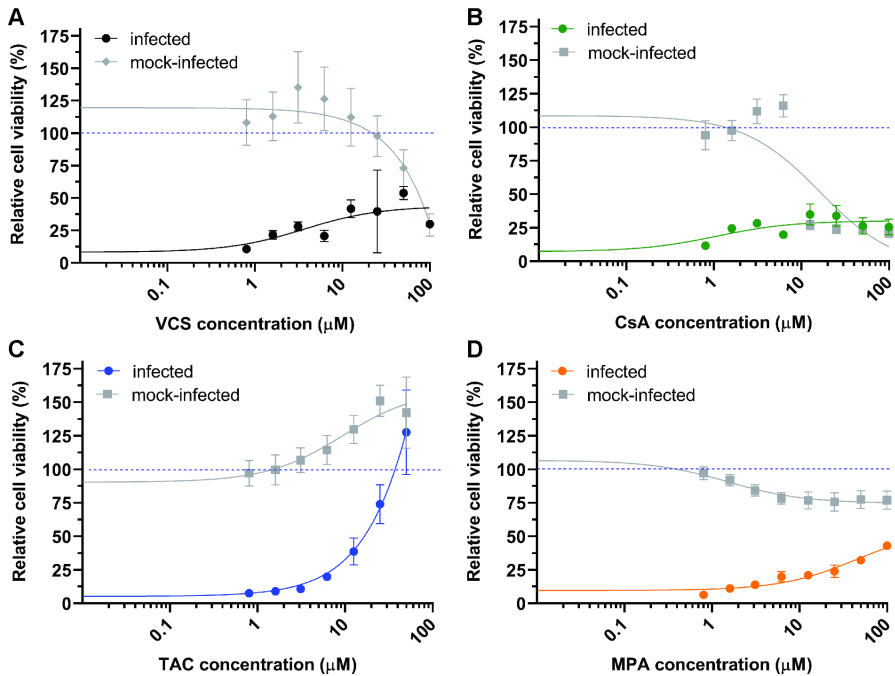 A
Relative cell viability (%)
175
150
125
100
75
50
25
0
infected
mock-infected
0.1
1
10
100
VCS concentration (μM)
B
Relative cell viability (%)
175
150
125
100
75
50
25
0
infected
mock-infected
0.1
1
10
100
CsA concentration (μM)
C
Relative cell viability (%)
175
150
125
100
75
50
25
0
infected
mock-infected
0.1
1
10
100
TAC concentration (μM)
D
Relative cell viability (%)
175
150
125
100
75
50
25
0
infected
mock-infected
0.1
1
10
100
MPA concentration (μM)